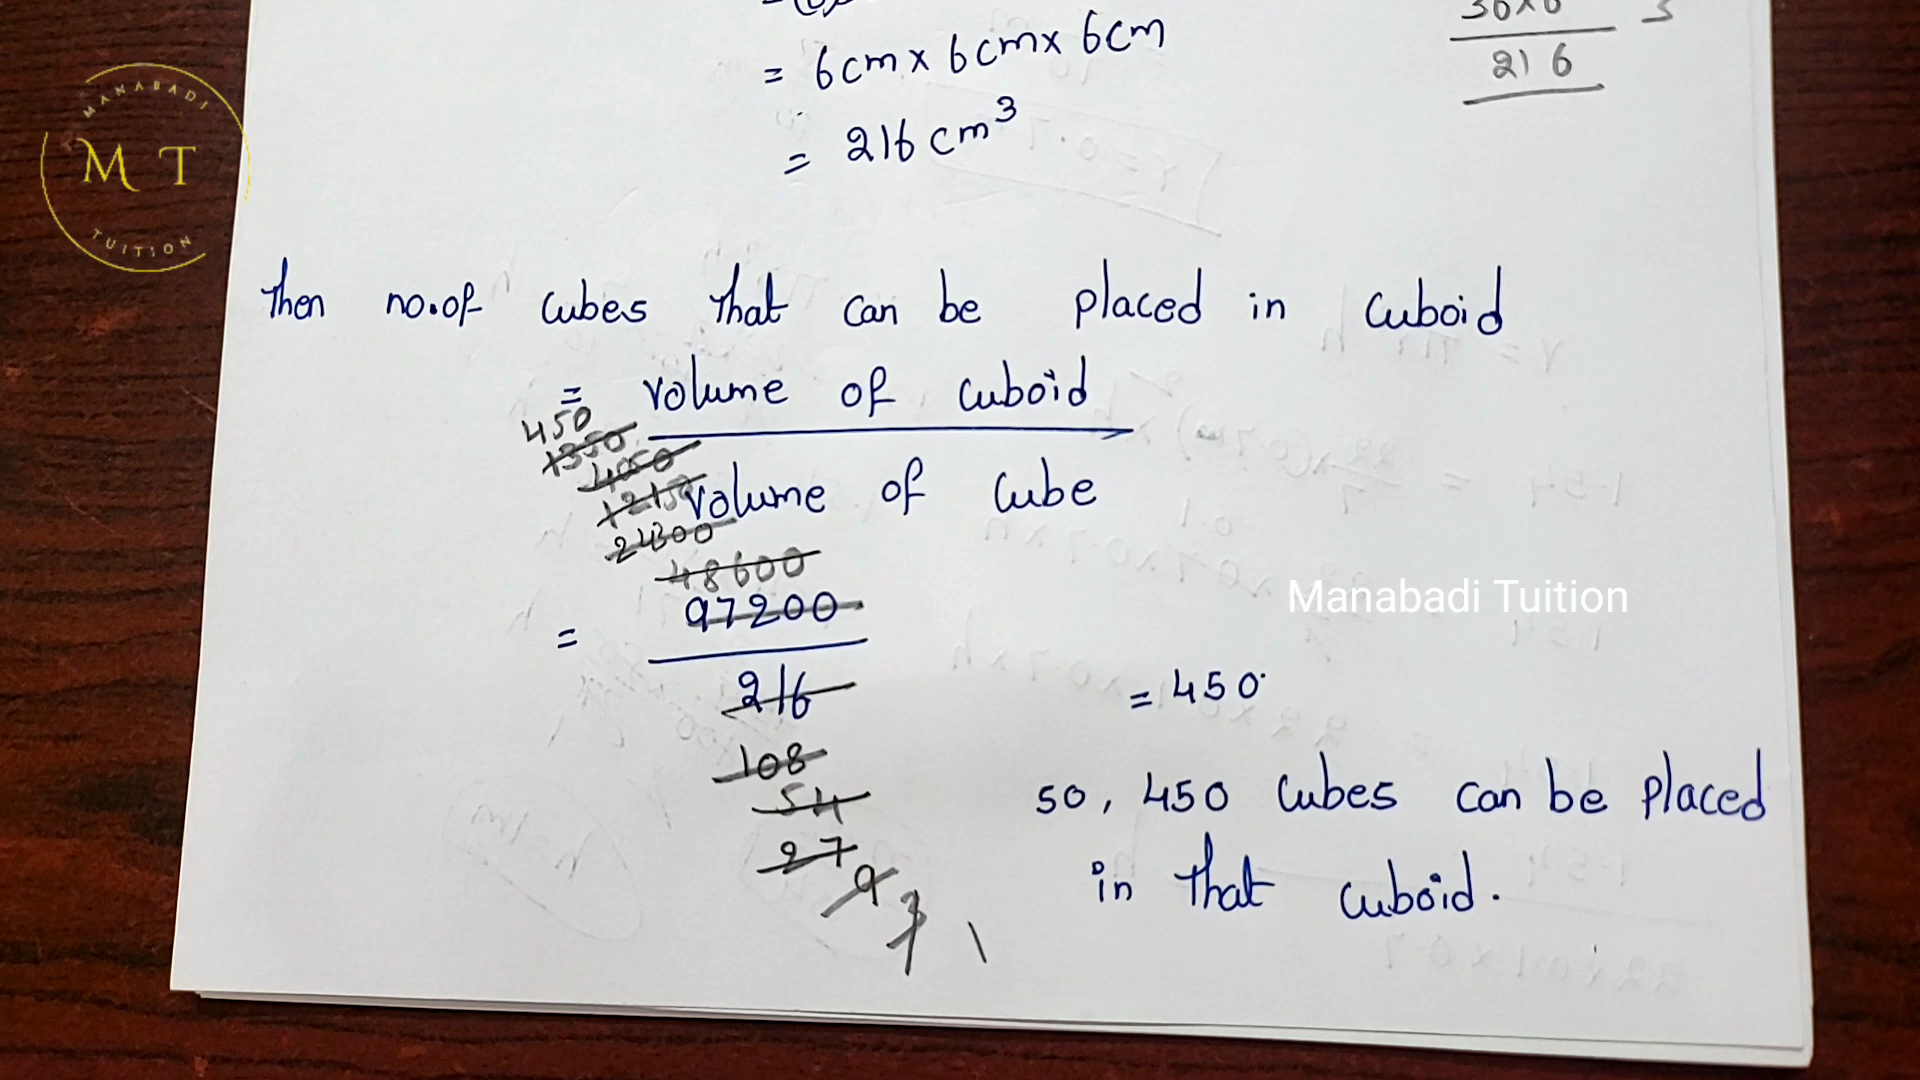 = 6cm x 6cm x 6cm
= 216 cm³
216
MANABADI
MT
TUITION
Then no.of cubes that can be placed in cuboid
= volume of cuboid
volume of cube
450
1350
4050
12150
24300
48600
= 97200
216
108
54
27
9
3
1
= 450
Manabadi Tuition
so, 450 cubes can be placed
in that cuboid.